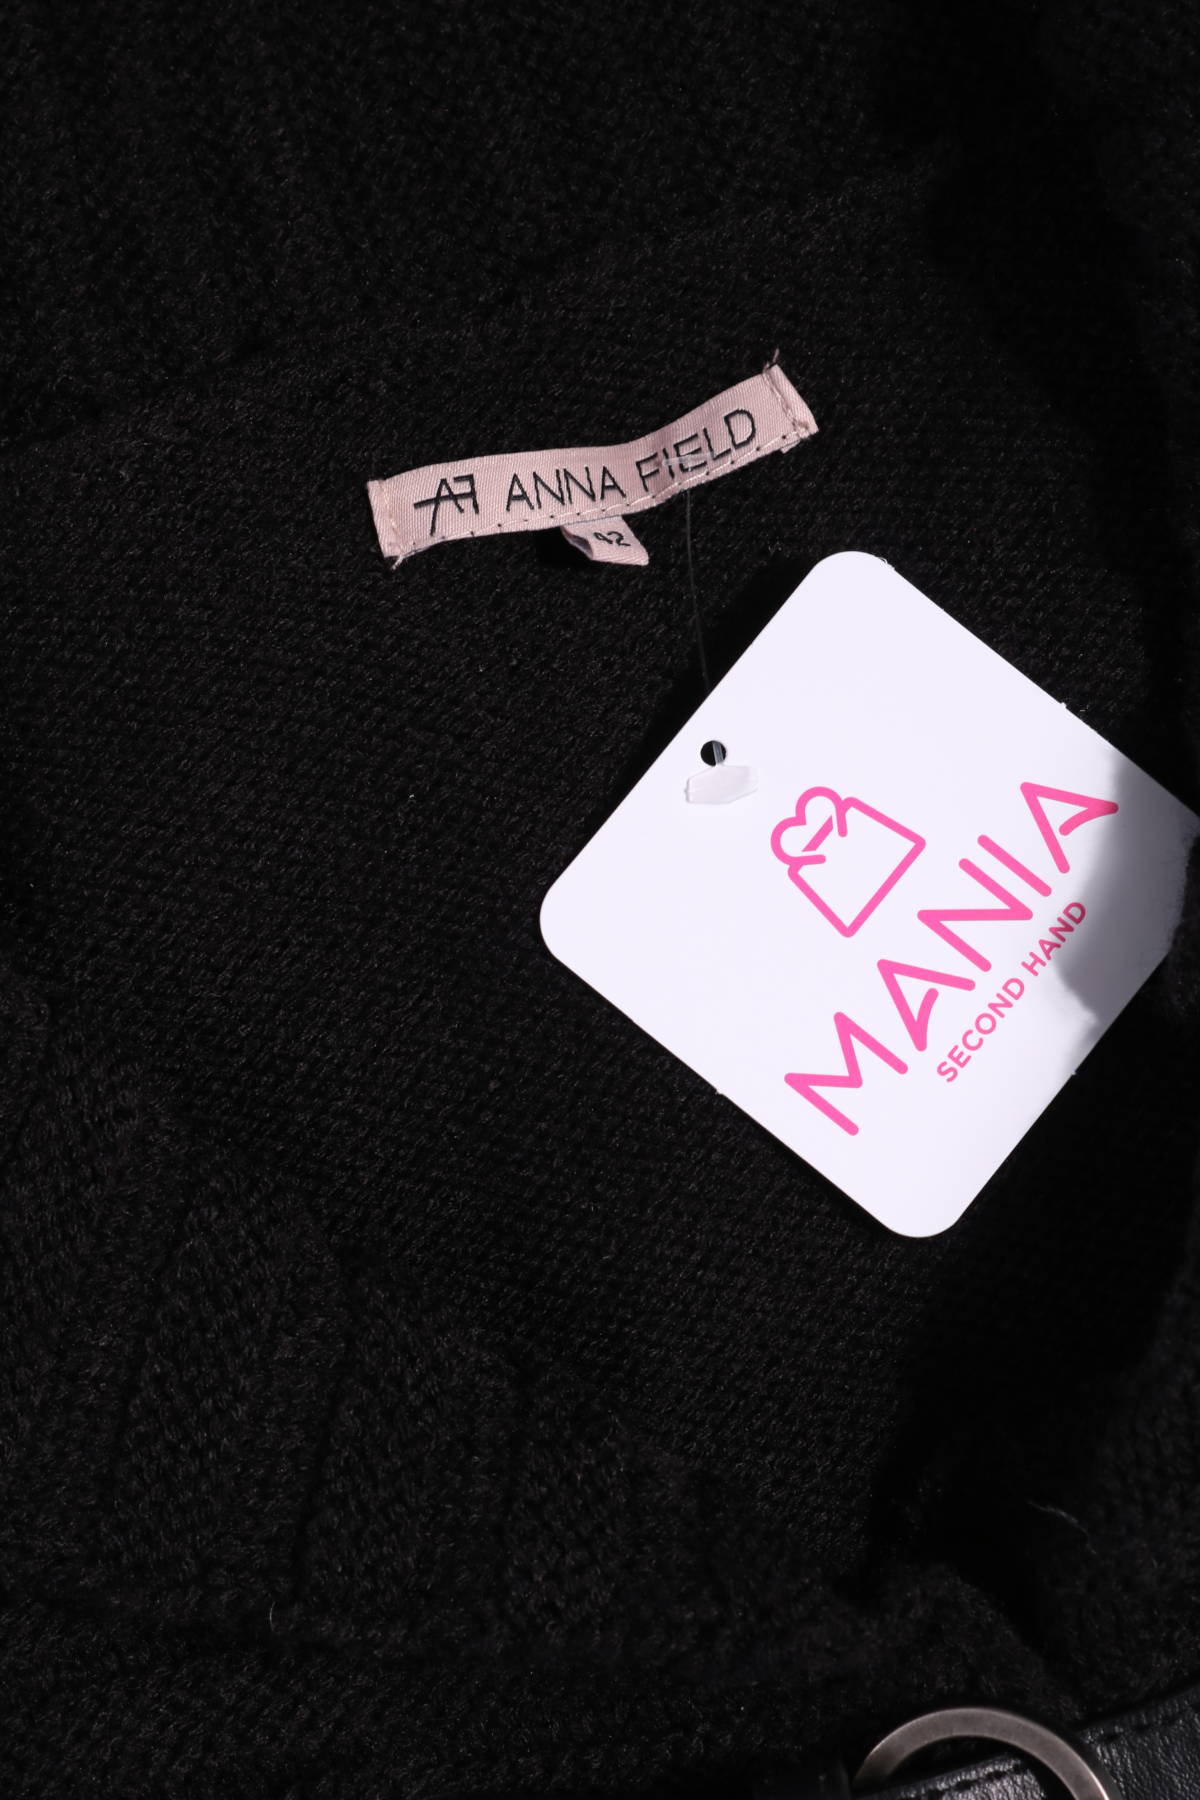 AF ANNA FIELD
42
MANIA
SECOND HAND